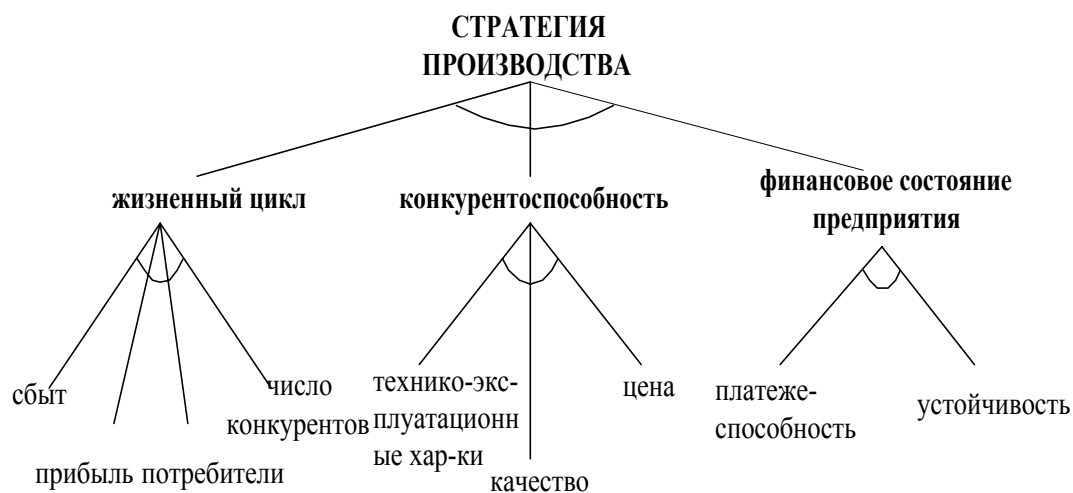 СТРАТЕГИЯ
ПРОИЗВОДСТВА
жизненный цикл
конкурентоспособность
финансовое состояние
предприятия
сбыт
прибыль
потребители
число
конкурентов
технико-экс-
плуатационн
ые хар-ки
качество
цена
платеже-
способность
устойчивость